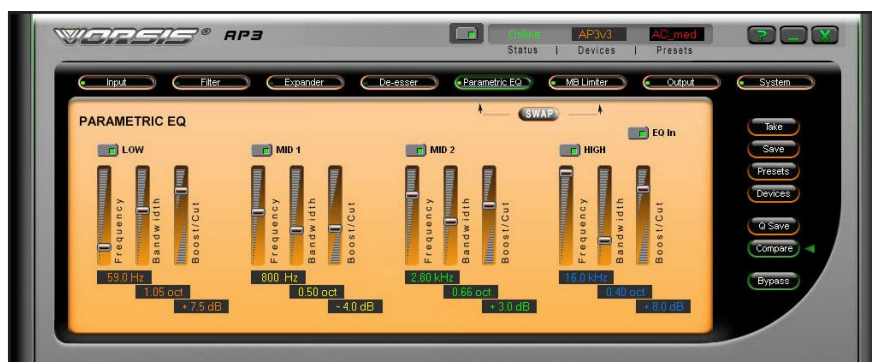 VORSIS® AP3
Online AP3v3 AC_med ? _ X
Status | Devices | Presets
Input Filter Expander De-esser Parametric EQ MB Limiter Output System
SWAP
PARAMETRIC EQ
EQ In
LOW MID 1 MID 2 HIGH
Frequency Bandwidth Boost/Cut Frequency Bandwidth Boost/Cut Frequency Bandwidth Boost/Cut Frequency Bandwidth Boost/Cut
59.0 Hz 800 Hz 2.80 kHz 16.0 kHz
1.05 oct 0.50 oct 0.66 oct 0.40 oct
+7.5 dB -4.0 dB +3.0 dB +8.0 dB
Take
Save
Presets
Devices
Q Save
Compare
Bypass